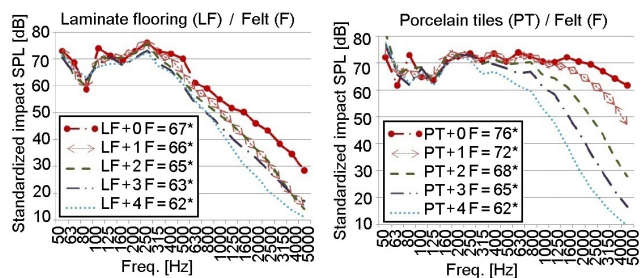 Laminate flooring (LF) / Felt (F)
Standardized impact SPL [dB]
80
70
60
50
40
30
20
10
LF+0 F=67*
LF+1 F=66*
LF+2 F=65*
LF+3 F=63*
LF+4 F=62*
50 63 80 100 125 160 200 250 315 400 500 630 800 1000 1250 1600 2000 2500 3150 4000 5000
Freq. [Hz]
Porcelain tiles (PT) / Felt (F)
Standardized impact SPL [dB]
80
70
60
50
40
30
20
10
PT+0 F=76*
PT+1 F=72*
PT+2 F=68*
PT+3 F=65*
PT+4 F=62*
50 63 80 100 125 160 200 250 315 400 500 630 800 1000 1250 1600 2000 2500 3150 4000 5000
Freq. [Hz]